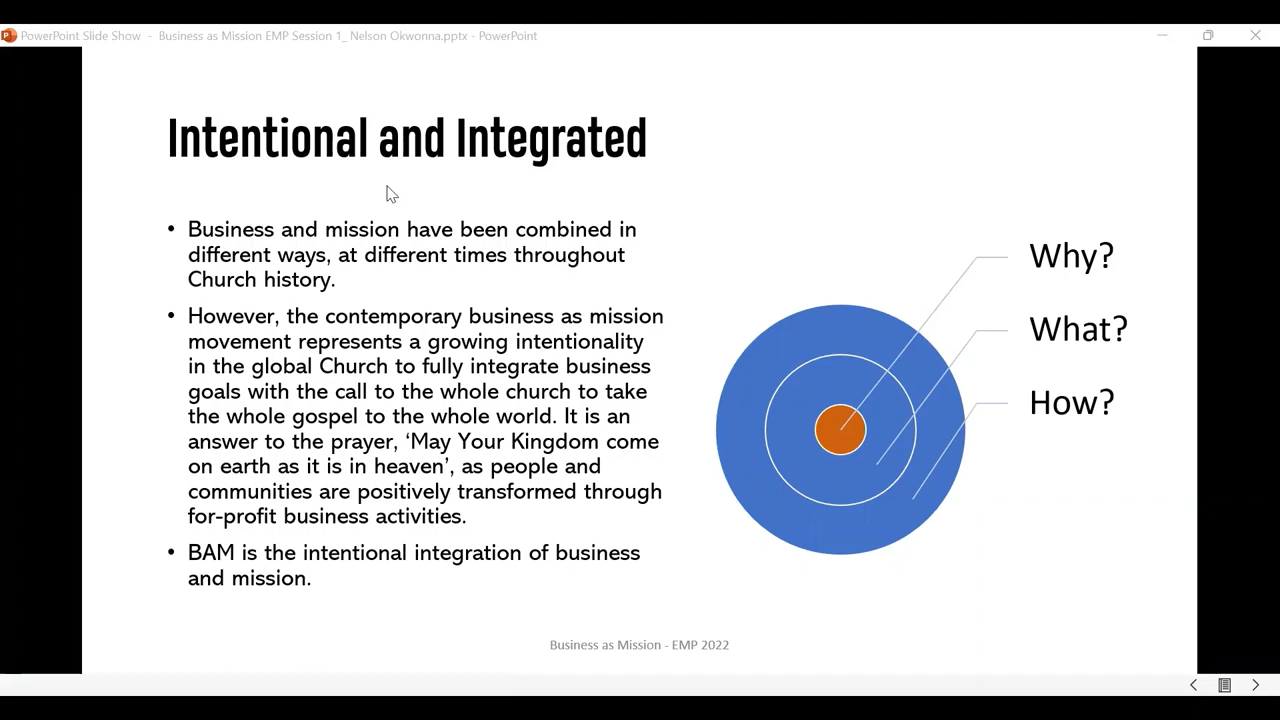 PowerPoint Slide Show - Business as Mission EMP Session 1_ Nelson Okwonna.pptx - PowerPoint
Intentional and Integrated
• Business and mission have been combined in
different ways, at different times throughout
Church history.
• However, the contemporary business as mission
movement represents a growing intentionality
in the global Church to fully integrate business
goals with the call to the whole church to take
the whole gospel to the whole world. It is an
answer to the prayer, ‘May Your Kingdom come
on earth as it is in heaven’, as people and
communities are positively transformed through
for-profit business activities.
• BAM is the intentional integration of business
and mission.
Why?
What?
How?
Business as Mission - EMP 2022